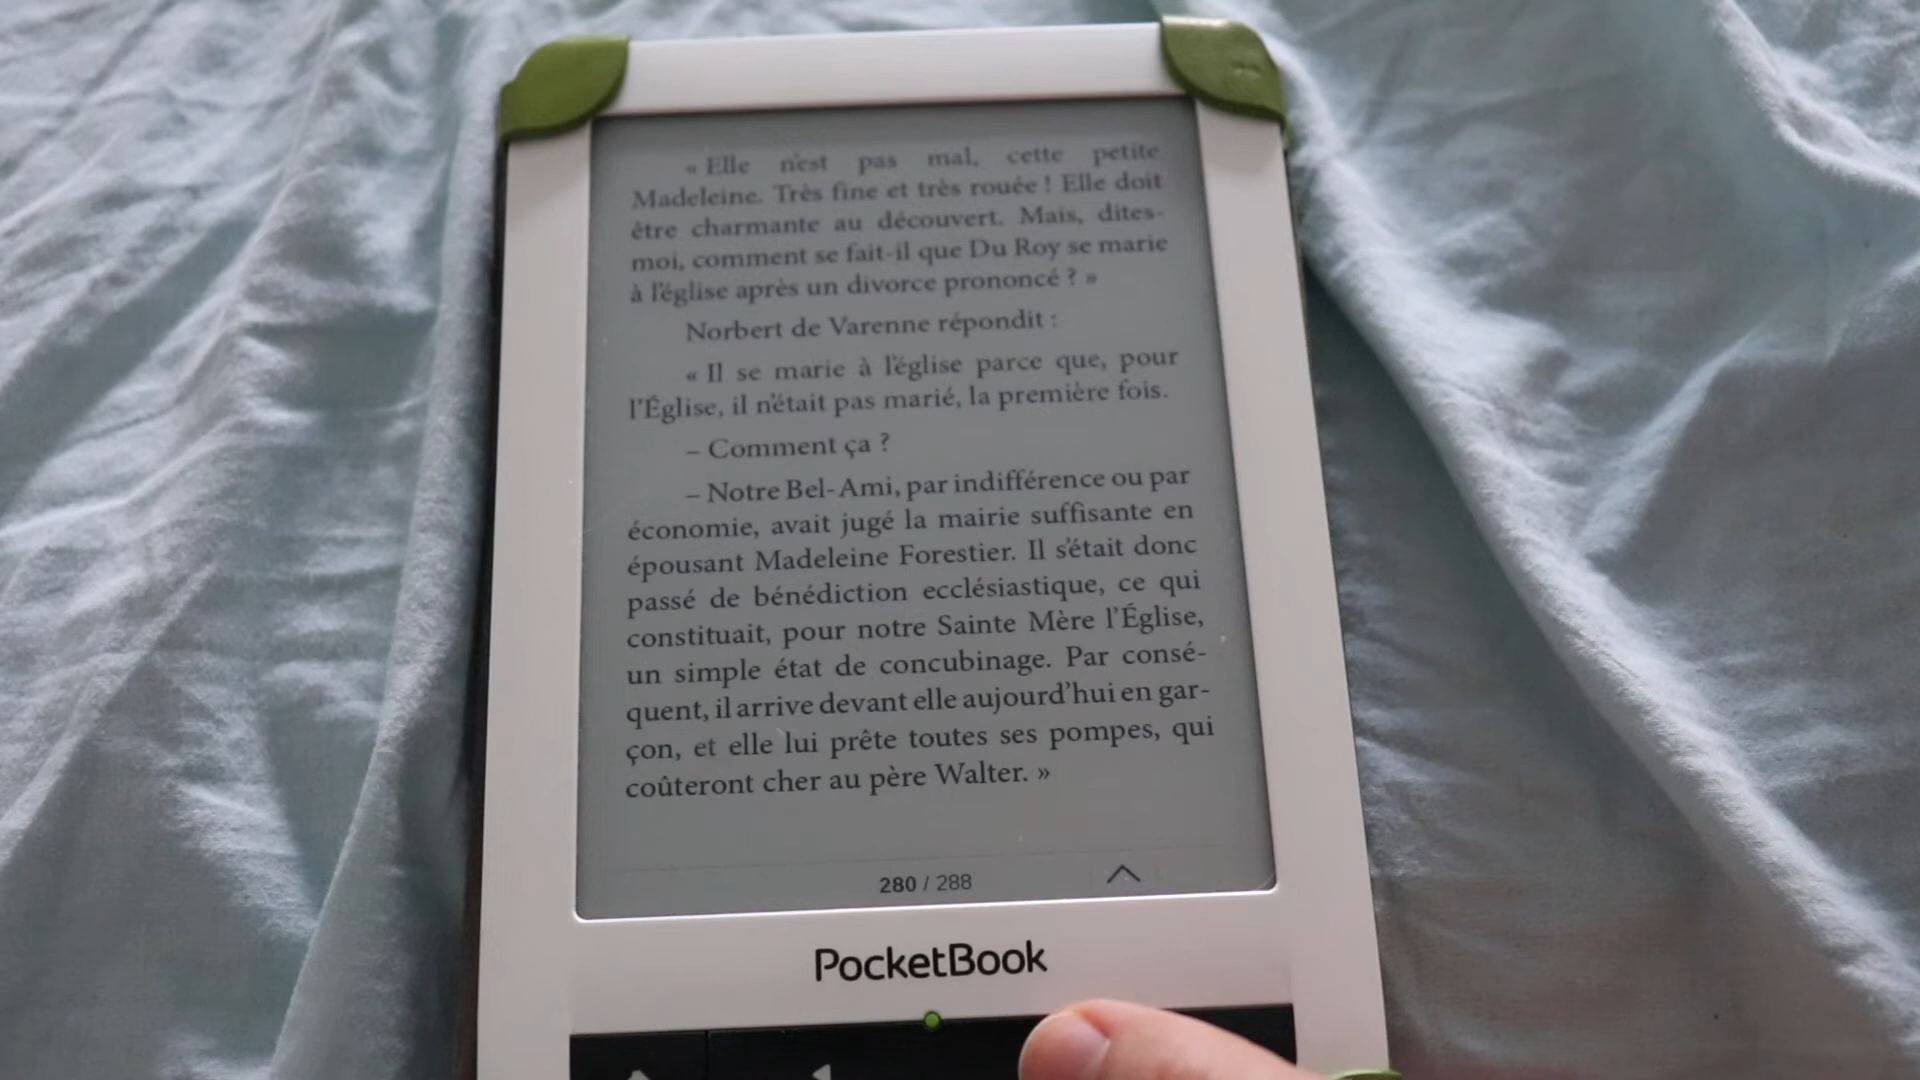 « Elle n'est pas mal, cette petite
Madeleine. Très fine et très rouée ! Elle doit
être charmante au découvert. Mais, dites-
moi, comment se fait-il que Du Roy se marie
à l'église après un divorce prononcé ? »
Norbert de Varenne répondit :
« Il se marie à l'église parce que, pour
l'Église, il n'était pas marié, la première fois.
– Comment ça ?
– Notre Bel-Ami, par indifférence ou par
économie, avait jugé la mairie suffisante en
épousant Madeleine Forestier. Il s'était donc
passé de bénédiction ecclésiastique, ce qui
constituait, pour notre Sainte Mère l'Église,
un simple état de concubinage. Par consé-
quent, il arrive devant elle aujourd'hui en gar-
çon, et elle lui prête toutes ses pompes, qui
coûteront cher au père Walter. »
280 / 288
PocketBook